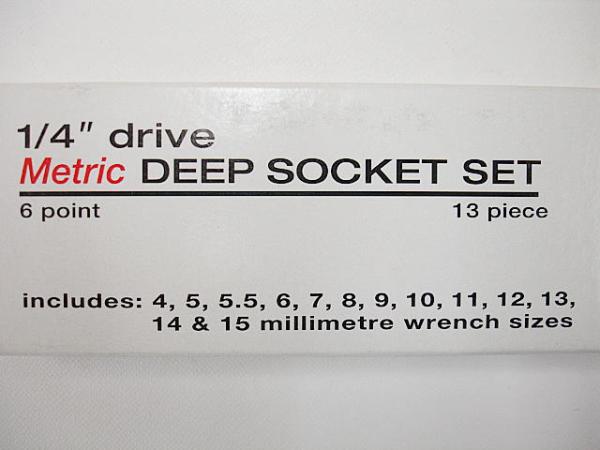 1/4" drive
Metric DEEP SOCKET SET
6 point 13 piece
includes: 4, 5, 5.5, 6, 7, 8, 9, 10, 11, 12, 13,
14 & 15 millimetre wrench sizes